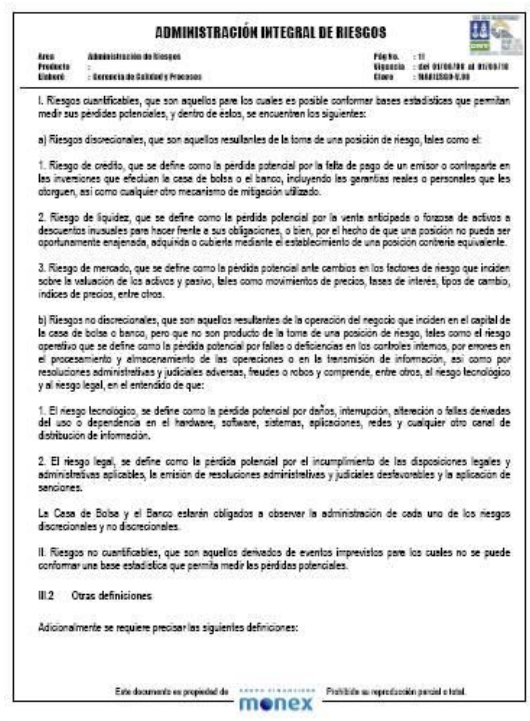 ADMINISTRACIÓN INTEGRAL DE RIESGOS
Area : Administración de Riesgos
Producto :
Elaboró : Gerencia de Calidad y Procesos
Pág No. : 11
Vigencia : del
Clave :
I. Riesgos cuantificables, que son aquellos para los cuales es posible conformar bases estadísticas que permitan
medir sus pérdidas potenciales, y dentro de éstos, se encuentran los siguientes:
a) Riesgos discrecionales, que son aquellos resultantes de la toma de una posición de riesgo, tales como el:
1. Riesgo de crédito, que se define como la pérdida potencial por la falta de pago de un emisor o contraparte en
las inversiones que efectúan la casa de bolsa o el banco, incluyendo las garantías reales o personales que les
otorguen, así como cualquier otro mecanismo de mitigación utilizado.
2. Riesgo de liquidez, que se define como la pérdida potencial por la venta anticipada o forzosa de activos a
descuentos inusuales para hacer frente a sus obligaciones, o bien, por el hecho de que una posición no pueda ser
oportunamente enajenada, adquirida o cubierta mediante el establecimiento de una posición contraria equivalente.
3. Riesgo de mercado, que se define como la pérdida potencial ante cambios en los factores de riesgo que inciden
sobre la valuación de los activos y pasivo, tales como movimientos de precios, tasas de interés, tipos de cambio,
índices de precios, entre otros.
b) Riesgos no discrecionales, que son aquellos resultantes de la operación del negocio que inciden en el capital de
la casa de bolsa o banco, pero que no son producto de la toma de una posición de riesgo, tales como el riesgo
operativo que se define como la pérdida potencial por fallas o deficiencias en los controles internos, por errores en
el procesamiento y almacenamiento de las operaciones o en la transmisión de información, así como por
resoluciones administrativas y judiciales adversas, fraudes o robos y comprende, entre otros, al riesgo tecnológico
y al riesgo legal, en el entendido de que:
1. El riesgo tecnológico, se define como la pérdida potencial por daños, interrupción, alteración o fallas derivadas
del uso o dependencia en el hardware, software, sistemas, aplicaciones, redes y cualquier otro canal de
distribución de información.
2. El riesgo legal, se define como la pérdida potencial por el incumplimiento de las disposiciones legales y
administrativas aplicables, la emisión de resoluciones administrativas y judiciales desfavorables y la aplicación de
sanciones.
La Casa de Bolsa y el Banco estarán obligados a observar la administración de cada uno de los riesgos
discrecionales y no discrecionales.
II. Riesgos no cuantificables, que son aquellos derivados de eventos imprevistos para los cuales no se puede
conformar una base estadística que permita medir las pérdidas potenciales.
III.2 Otras definiciones
Adicionalmente se requiere precisar las siguientes definiciones:
Este documento es propiedad de GRUPO FINANCIERO monex Prohibida su reproducción parcial o total.